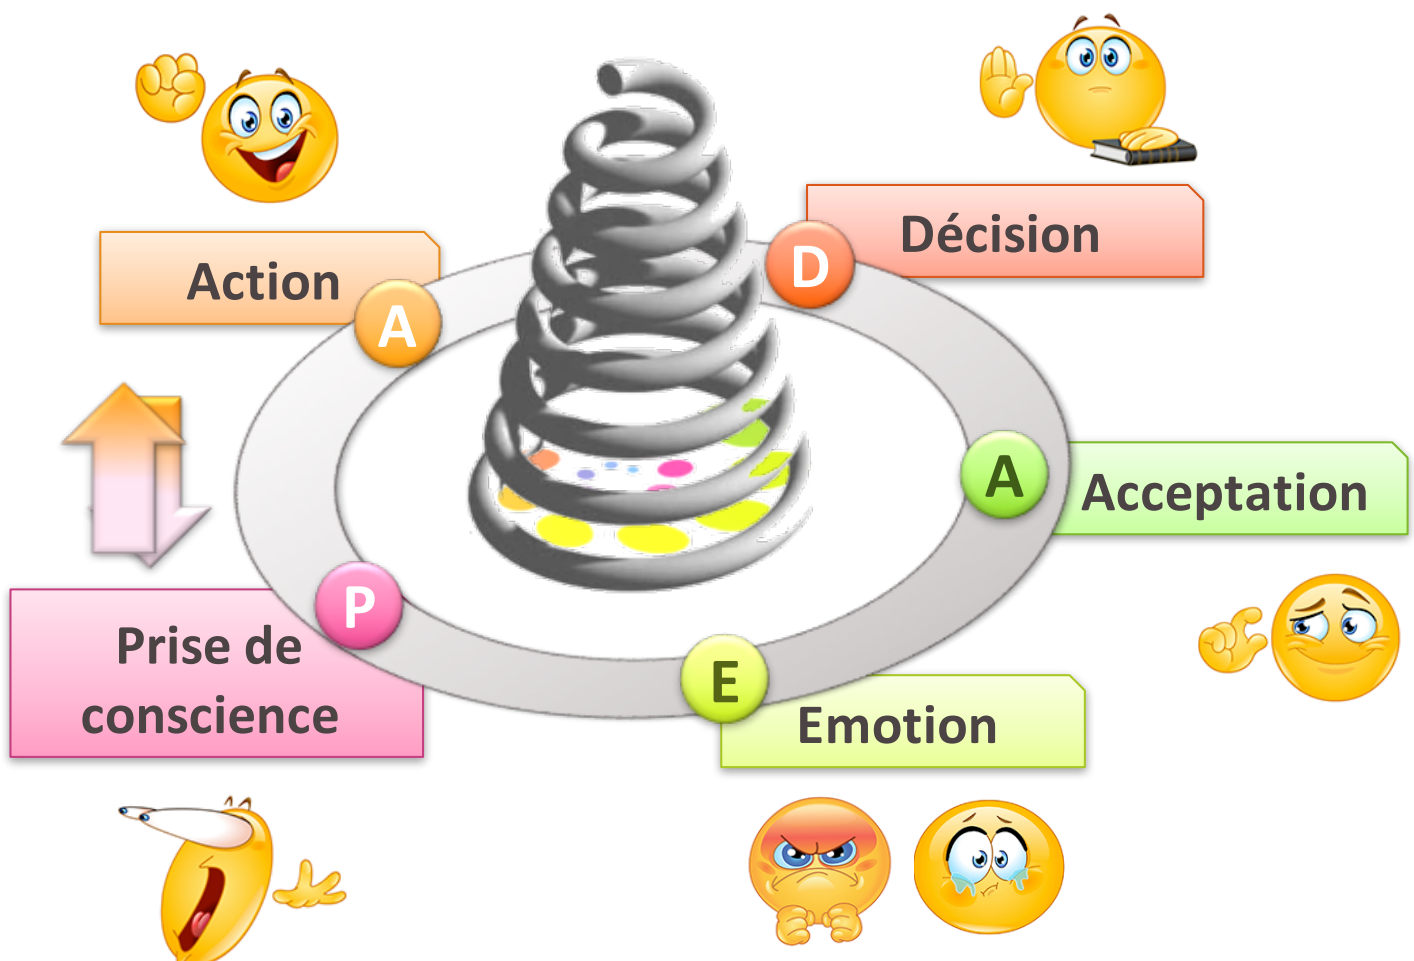 Décision
D
Action
A
A
Acceptation
P
Prise de
conscience
E
Emotion